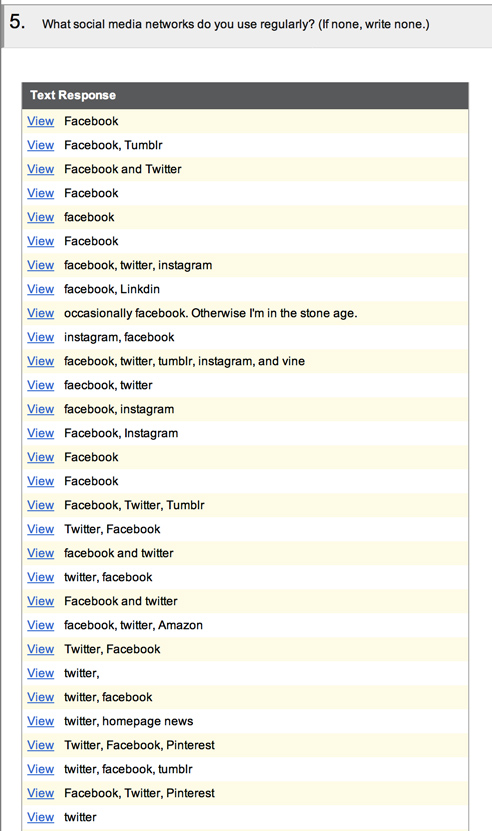 5. What social media networks do you use regularly? (If none, write none.)
Text Response
View Facebook
View Facebook, Tumblr
View Facebook and Twitter
View Facebook
View facebook
View Facebook
View facebook, twitter, instagram
View facebook, Linkdin
View occasionally facebook. Otherwise I'm in the stone age.
View instagram, facebook
View facebook, twitter, tumblr, instagram, and vine
View faecbook, twitter
View facebook, instagram
View Facebook, Instagram
View Facebook
View Facebook
View Facebook, Twitter, Tumblr
View Twitter, Facebook
View facebook and twitter
View twitter, facebook
View Facebook and twitter
View facebook, twitter, Amazon
View Twitter, Facebook
View twitter,
View twitter, facebook
View twitter, homepage news
View Twitter, Facebook, Pinterest
View twitter, facebook, tumblr
View Facebook, Twitter, Pinterest
View twitter